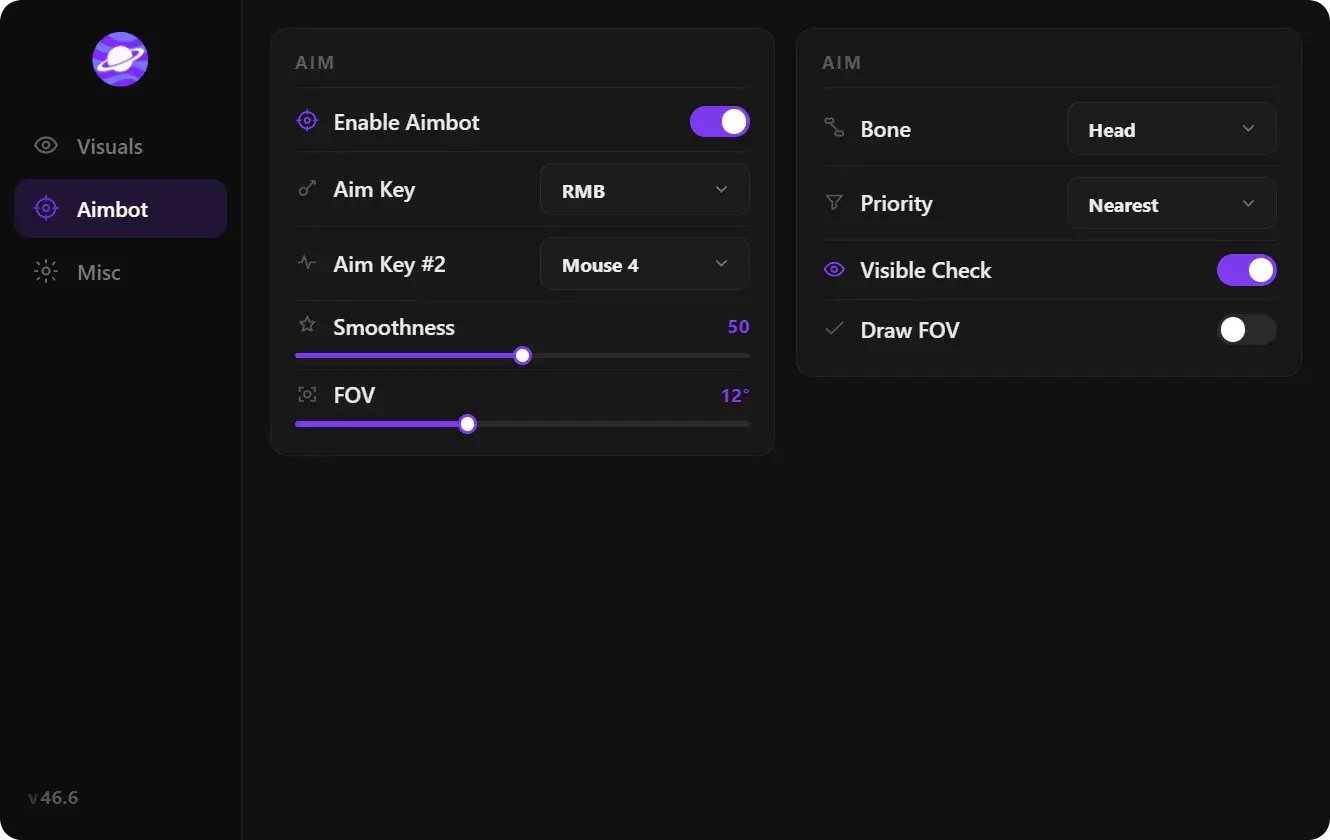 Visuals
Aimbot
Misc
v46.6
AIM
Enable Aimbot
Aim Key RMB
Aim Key #2 Mouse 4
Smoothness 50
FOV 12°
AIM
Bone Head
Priority Nearest
Visible Check
Draw FOV